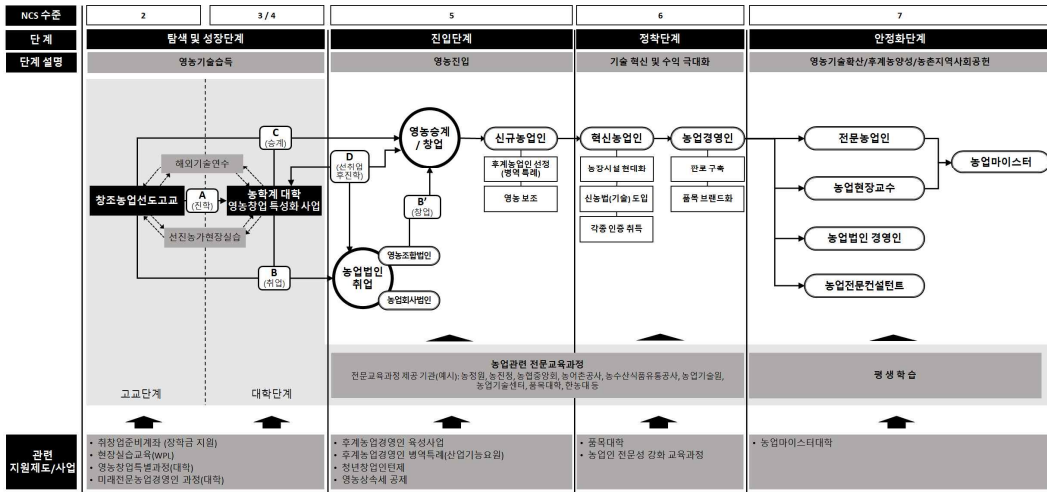 NCS 수준
2
3 / 4
5
6
7
단 계
탐색 및 성장단계
진입단계
정착단계
안정화단계
단계 설명
영농기술습득
영농진입
기술 혁신 및 수익 극대화
영농기술확산/후계농양성/농촌지역사회공헌
C
(승계)
해외기술연수
창조농업선도고교
A
(진학)
농학계 대학
영농창업 특성화 사업
선진농가현장실습
B
(취업)
D
(선취업
후진학)
영농승계
/ 창업
B′
(창업)
영농조합법인
농업법인
취업
농업회사법인
신규농업인
후계농업인 선정
(병역 특례)
영농 보조
혁신농업인
농장시설 현대화
신농법(기술) 도입
각종 인증 취득
농업경영인
판로 구축
품목 브랜드화
전문농업인
농업현장교수
농업법인 경영인
농업전문컨설턴트
농업마이스터
고교단계
대학단계
농업관련 전문교육과정
전문교육과정 제공 기관(예시): 농정원, 농진청, 농협중앙회, 농어촌공사, 농수산식품유통공사, 농업기술원,
농업기술센터, 품목대학, 한농대 등
평생학습
관련
지원제도/사업
• 취창업준비계좌 (장학금 지원)
• 현장실습교육(WPL)
• 영농창업특별과정(대학)
• 미래전문농업경영인 과정(대학)
• 후계농업경영인 육성사업
• 후계농업경영인 병역특례(산업기능요원)
• 청년창업인턴제
• 영농상속세 공제
• 품목대학
• 농업인 전문성 강화 교육과정
• 농업마이스터대학